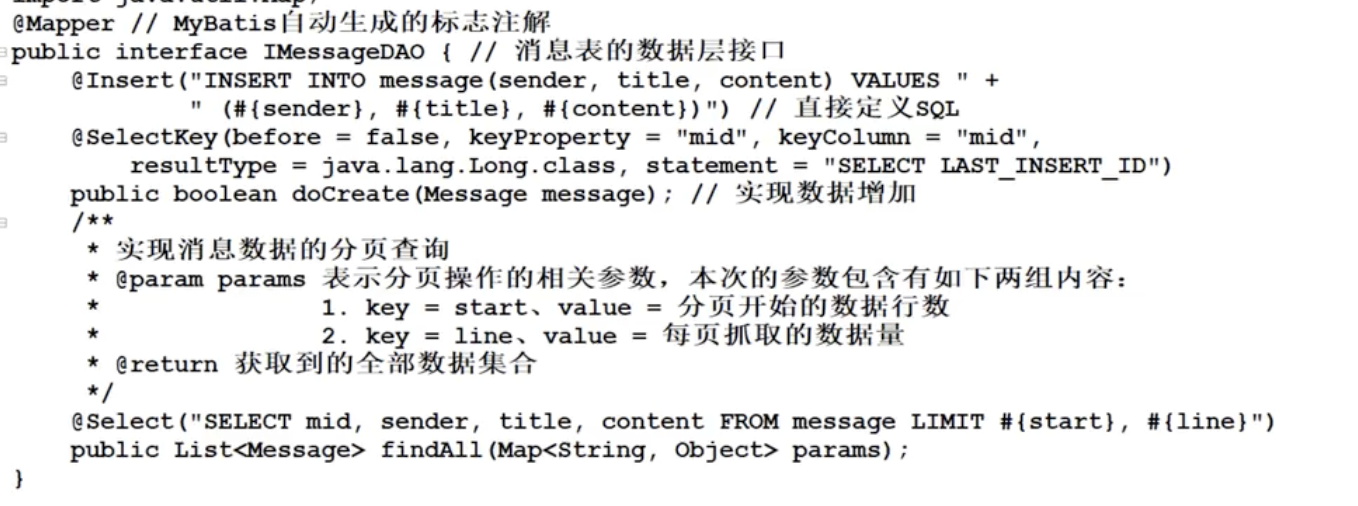 import java.util.Map;
@Mapper // MyBatis自动生成的标志注解
public interface IMessageDAO { // 消息表的数据层接口
    @Insert("INSERT INTO message(sender, title, content) VALUES " +
            " (#{sender}, #{title}, #{content})") // 直接定义SQL
    @SelectKey(before = false, keyProperty = "mid", keyColumn = "mid",
        resultType = java.lang.Long.class, statement = "SELECT LAST_INSERT_ID")
    public boolean doCreate(Message message); // 实现数据增加
    /**
     * 实现消息数据的分页查询
     * @param params 表示分页操作的相关参数，本次的参数包含有如下两组内容：
     *               1. key = start、value = 分页开始的数据行数
     *               2. key = line、value = 每页抓取的数据量
     * @return 获取到的全部数据集合
     */
    @Select("SELECT mid, sender, title, content FROM message LIMIT #{start}, #{line}")
    public List<Message> findAll(Map<String, Object> params);
}